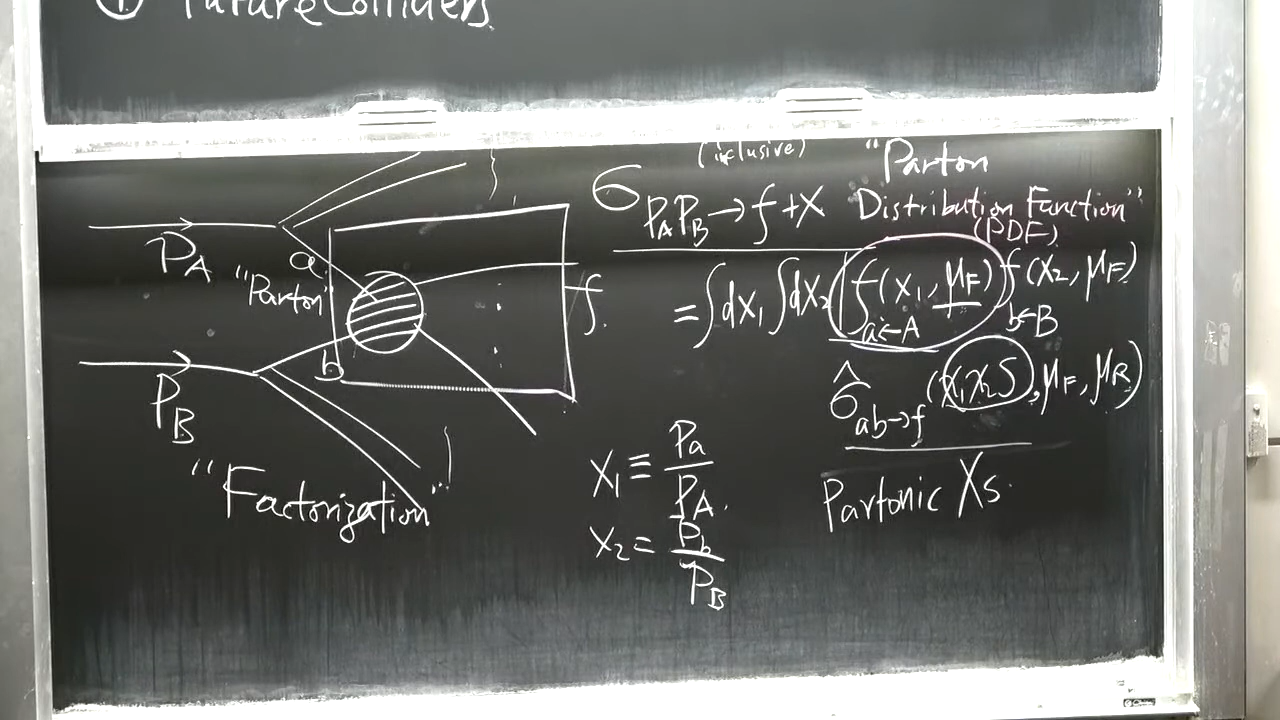 ① Future Colliders
P_A
a
"Parton"
f
b
P_B
"Factorization"
(inclusive)
σ_{P_A P_B → f + X}
"Parton
Distribution Function"
(PDF)
= ∫dx₁ ∫dx₂ (f_{a←A}(x₁, μ_F)) f_{b←B}(x₂, μ_F)
σ̂_{ab→f}(x₁x₂S, μ_F, μ_R)
Partonic Xs.
x₁ ≡ P_a / P_A.
x₂ = P_b / P_B